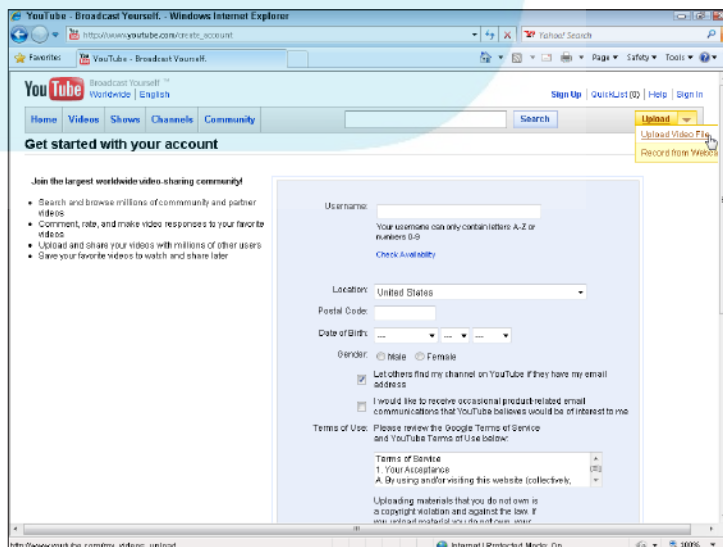 YouTube - Broadcast Yourself. - Windows Internet Explorer
http://www.youtube.com/create_account
Yahoo! Search
Favorites
YouTube - Broadcast Yourself.
Page Safety Tools
YouTube
Broadcast Yourself ™
Worldwide | English
Sign Up | QuickList (0) | Help | Sign In
Home Videos Shows Channels Community
Search
Upload
Upload Video File
Record from Webca
Get started with your account
Join the largest worldwide video-sharing community!
• Search and browse millions of community and partner
videos
• Comment, rate, and make video responses to your favorite
videos
• Upload and share your videos with millions of other users
• Save your favorite videos to watch and share later
Username:
Your username can only contain letters A-Z or
numbers 0-9
Check Availability
Location: United States
Postal Code:
Date of Birth: --- --- ---
Gender: Male Female
Let others find my channel on YouTube if they have my email
address
I would like to receive occasional product-related email
communications that YouTube believes would be of interest to me
Terms of Use: Please review the Google Terms of Service
and YouTube Terms of Use below:
Terms of Service
1. Your Acceptance
A. By using and/or visiting this website (collectively,
Uploading materials that you do not own is
a copyright violation and against the law. If
you upload material you do not own, your
http://www.youtube.com/my_videos_upload
Internet | Protected Mode: On
100%